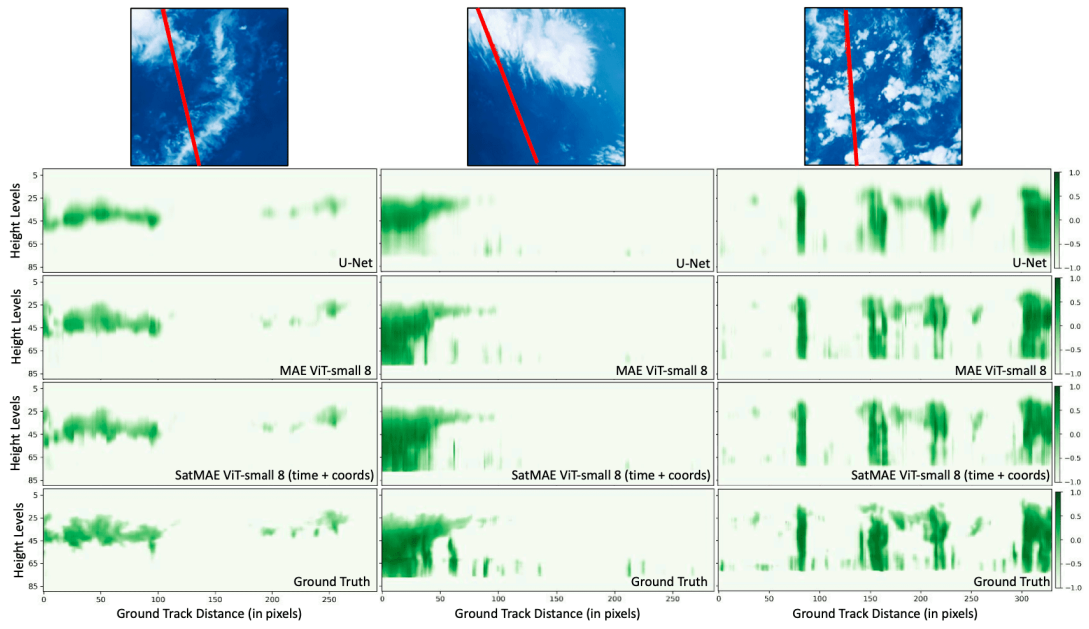 5
25
45
65
85
Height Levels
U-Net
U-Net
U-Net
1.0
0.5
0.0
−0.5
−1.0
5
25
45
65
85
Height Levels
MAE ViT-small 8
MAE ViT-small 8
MAE ViT-small 8
1.0
0.5
0.0
−0.5
−1.0
5
25
45
65
85
Height Levels
SatMAE ViT-small 8 (time + coords)
SatMAE ViT-small 8 (time + coords)
SatMAE ViT-small 8 (time + coords)
1.0
0.5
0.0
−0.5
−1.0
5
25
45
65
85
Height Levels
Ground Truth
Ground Truth
Ground Truth
1.0
0.5
0.0
−0.5
−1.0
0 50 100 150 200 250
0 50 100 150 200 250
0 50 100 150 200 250 300
Ground Track Distance (in pixels)
Ground Track Distance (in pixels)
Ground Track Distance (in pixels)